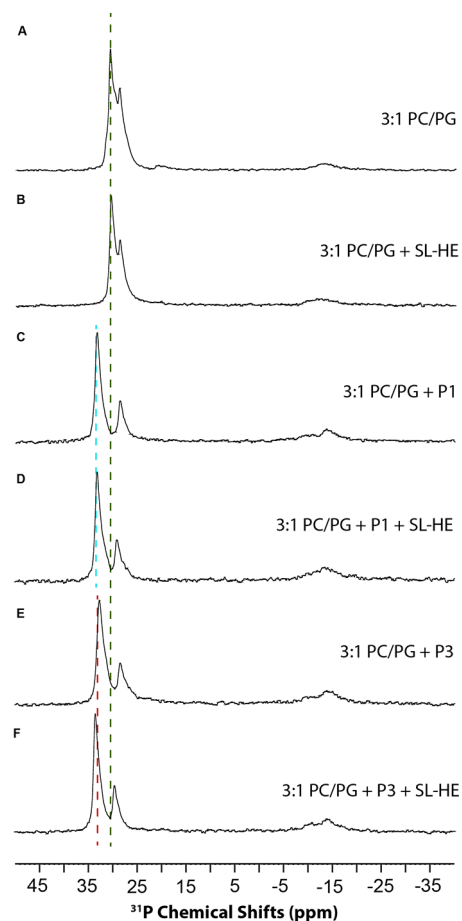 A
3:1 PC/PG
B
3:1 PC/PG + SL-HE
C
3:1 PC/PG + P1
D
3:1 PC/PG + P1 + SL-HE
E
3:1 PC/PG + P3
F
3:1 PC/PG + P3 + SL-HE
45 35 25 15 5 -5 -15 -25 -35
³¹P Chemical Shifts (ppm)